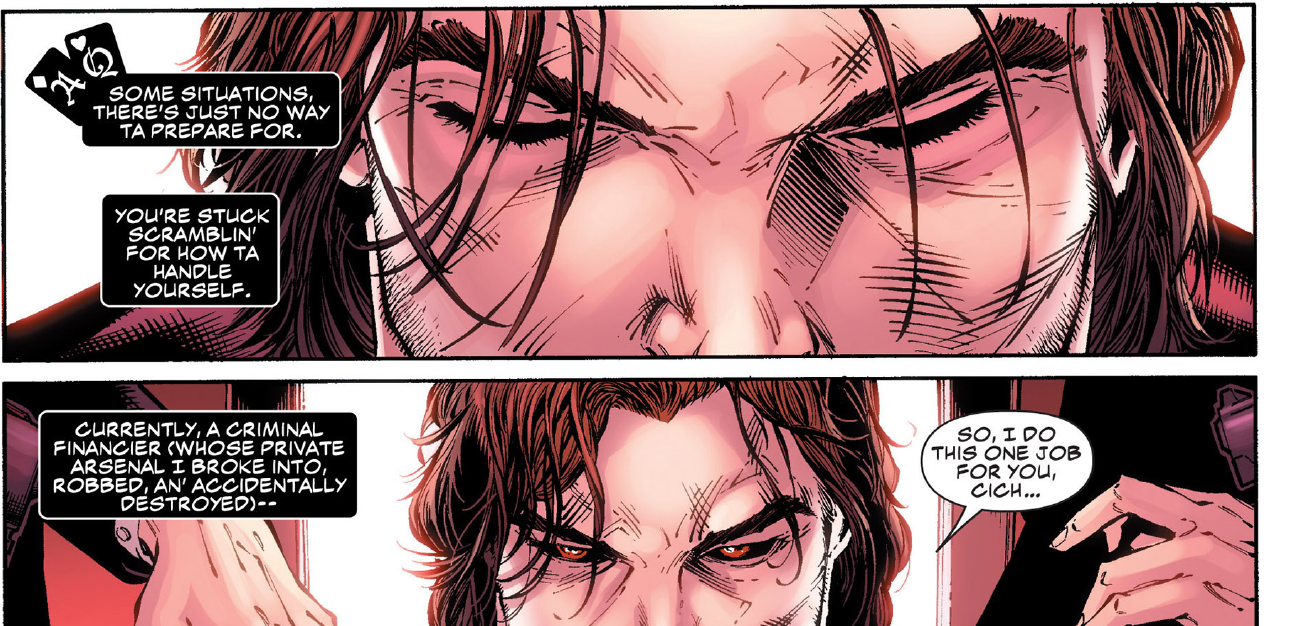 A
Q
SOME SITUATIONS,
THERE'S JUST NO WAY
TA PREPARE FOR.
YOU'RE STUCK
SCRAMBLIN'
FOR HOW TA
HANDLE
YOURSELF.
CURRENTLY, A CRIMINAL
FINANCIER (WHOSE PRIVATE
ARSENAL I BROKE INTO,
ROBBED, AN' ACCIDENTALLY
DESTROYED)--
SO, I DO
THIS ONE JOB
FOR YOU,
CICH...